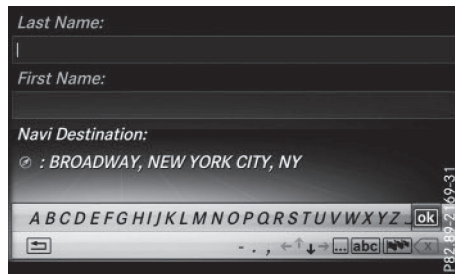 Last Name:
First Name:
Navi Destination:
: BROADWAY, NEW YORK CITY, NY
A B C D E F G H I J K L M N O P Q R S T U V W X Y Z _ ok
- . , ←↑↓→ ... abc
P82.89-2169-31